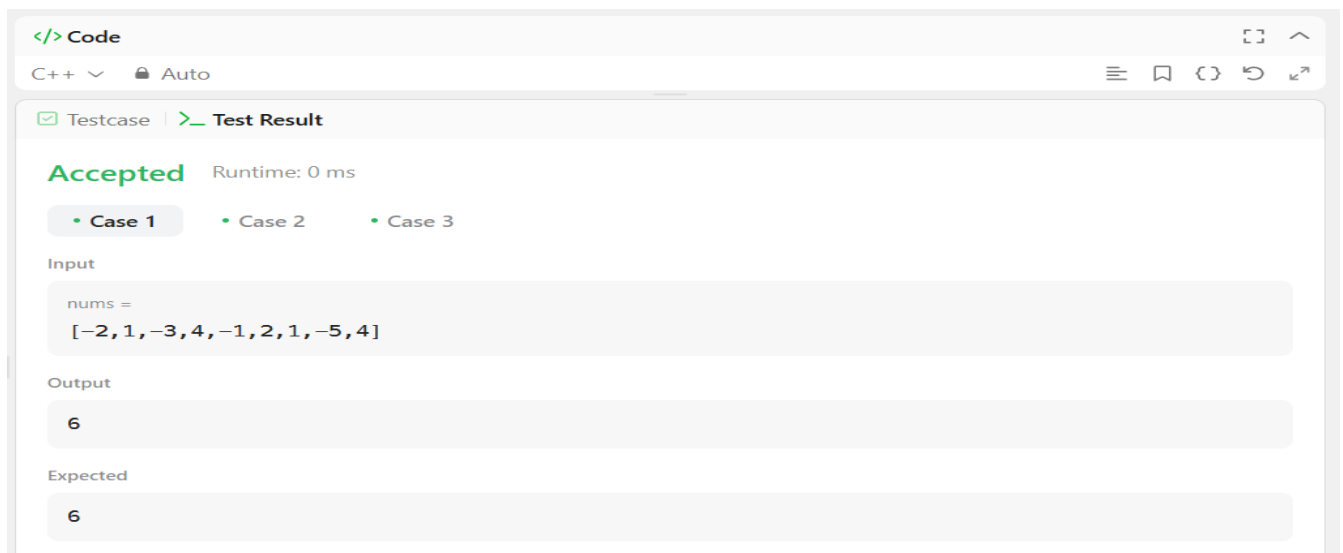 </> Code
C++ Auto
Testcase Test Result
Accepted Runtime: 0 ms
Case 1 Case 2 Case 3
Input
nums =
[-2,1,-3,4,-1,2,1,-5,4]
Output
6
Expected
6